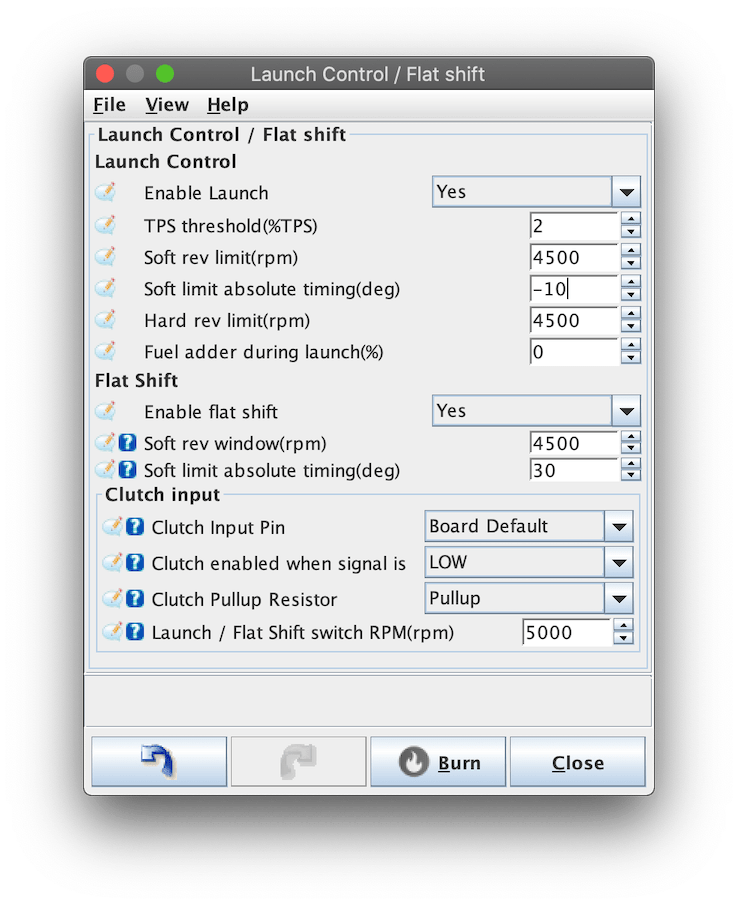 Launch Control / Flat shift
File View Help
Launch Control / Flat shift
Launch Control
Enable Launch Yes
TPS threshold(%TPS) 2
Soft rev limit(rpm) 4500
Soft limit absolute timing(deg) -10
Hard rev limit(rpm) 4500
Fuel adder during launch(%) 0
Flat Shift
Enable flat shift Yes
? Soft rev window(rpm) 4500
? Soft limit absolute timing(deg) 30
Clutch input
? Clutch Input Pin Board Default
? Clutch enabled when signal is LOW
? Clutch Pullup Resistor Pullup
? Launch / Flat Shift switch RPM(rpm) 5000
Burn Close